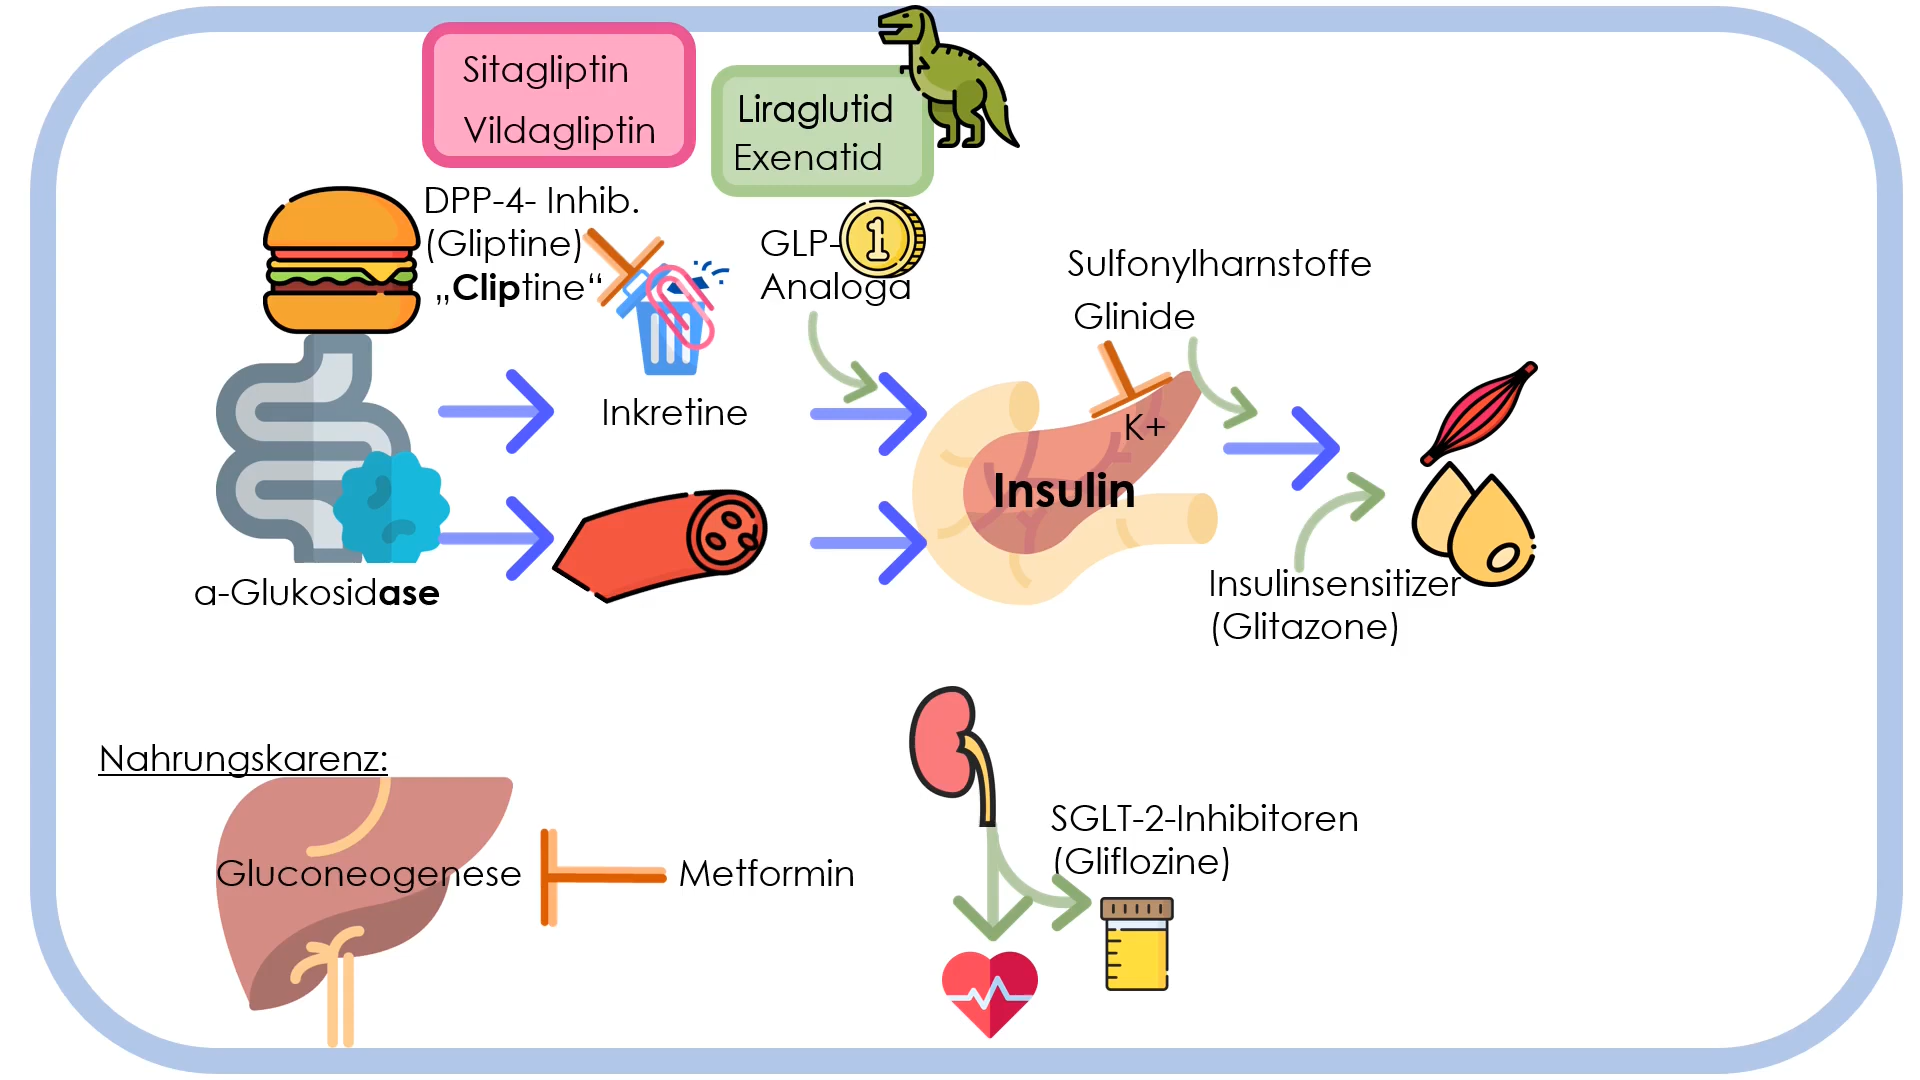 Sitagliptin
Vildagliptin
Liraglutid
Exenatid
DPP-4- Inhib.
(Gliptine)
„Cliptine“
GLP-1
Analoga
Sulfonylharnstoffe
Glinide
Inkretine
K+
Insulin
α-Glukosidase
Insulinsensitizer
(Glitazone)
Nahrungskarenz:
Gluconeogenese
Metformin
SGLT-2-Inhibitoren
(Gliflozine)